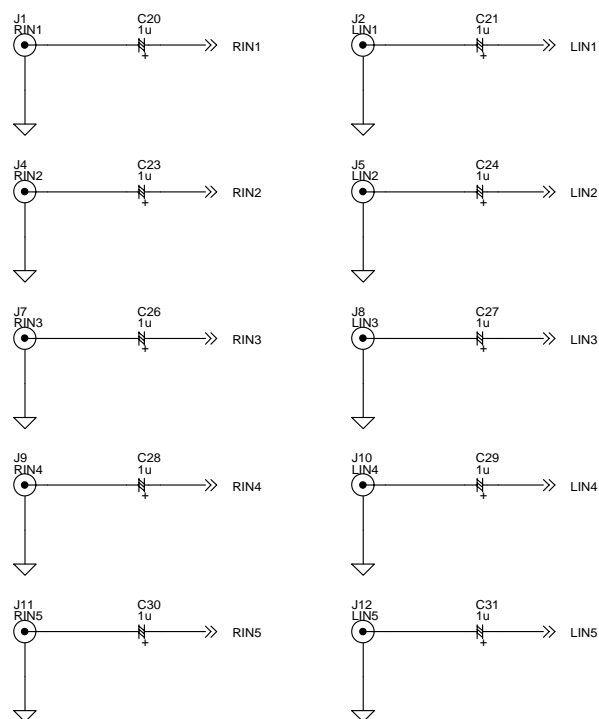 J1
RIN1
C20
1u
+
RIN1
J2
LIN1
C21
1u
+
LIN1
J4
RIN2
C23
1u
+
RIN2
J5
LIN2
C24
1u
+
LIN2
J7
RIN3
C26
1u
+
RIN3
J8
LIN3
C27
1u
+
LIN3
J9
RIN4
C28
1u
+
RIN4
J10
LIN4
C29
1u
+
LIN4
J11
RIN5
C30
1u
+
RIN5
J12
LIN5
C31
1u
+
LIN5